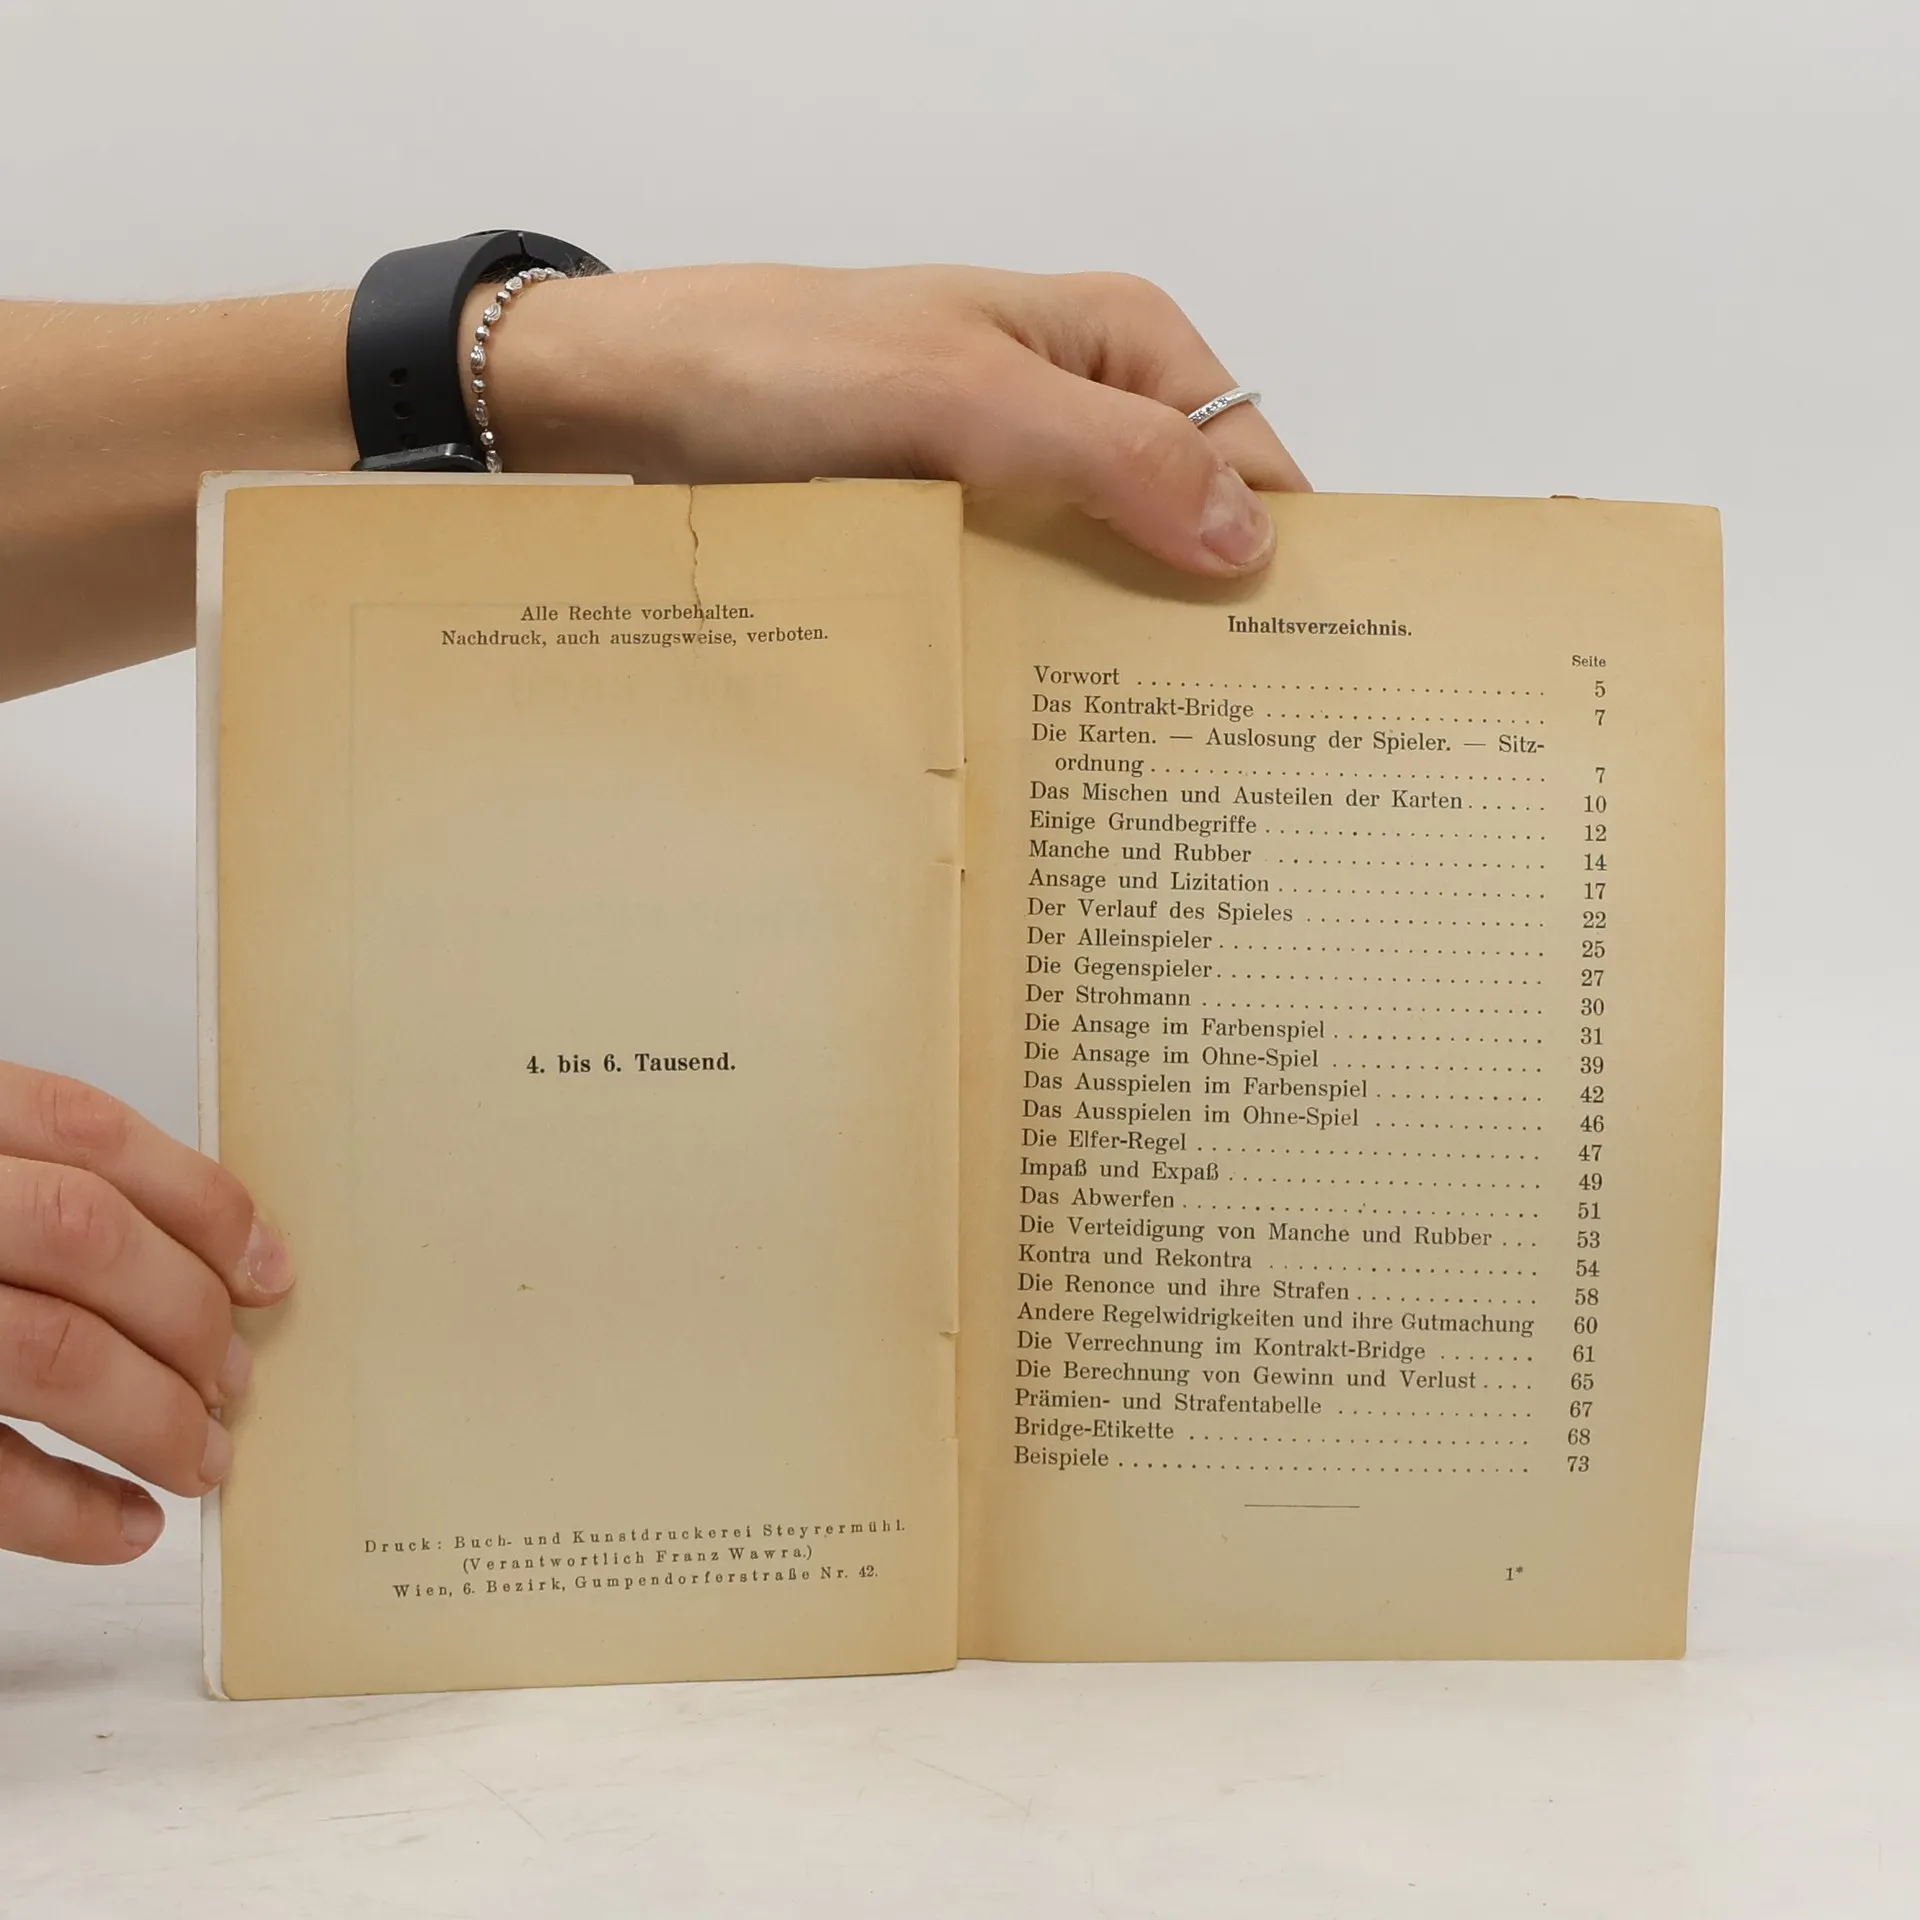 Alle Rechte vorbehalten.
Nachdruck, auch auszugsweise, verboten.
4. bis 6. Tausend.
Druck: Buch- und Kunstdruckerei Steyrermühl.
(Verantwortlich Franz Wawra.)
Wien, 6. Bezirk, Gumpendorferstraße Nr. 42.
Inhaltsverzeichnis.
Seite
Vorwort . . . . . . . . . . . . . . . . . . . . . . . . . . . . . 5
Das Kontrakt-Bridge . . . . . . . . . . . . . . . . . . . . 7
Die Karten. — Auslosung der Spieler. — Sitz-
ordnung . . . . . . . . . . . . . . . . . . . . . . . . . . . . 7
Das Mischen und Austeilen der Karten . . . . . . 10
Einige Grundbegriffe . . . . . . . . . . . . . . . . . . . . 12
Manche und Rubber . . . . . . . . . . . . . . . . . . . 14
Ansage und Lizitation . . . . . . . . . . . . . . . . . . . 17
Der Verlauf des Spieles . . . . . . . . . . . . . . . . . 22
Der Alleinspieler . . . . . . . . . . . . . . . . . . . . . . . 25
Die Gegenspieler . . . . . . . . . . . . . . . . . . . . . . . 27
Der Strohmann . . . . . . . . . . . . . . . . . . . . . . . . 30
Die Ansage im Farbenspiel . . . . . . . . . . . . . . . 31
Die Ansage im Ohne-Spiel . . . . . . . . . . . . . . . 39
Das Ausspielen im Farbenspiel . . . . . . . . . . . . 42
Das Ausspielen im Ohne-Spiel . . . . . . . . . . . . 46
Die Elfer-Regel . . . . . . . . . . . . . . . . . . . . . . . . 47
Impaß und Expaß . . . . . . . . . . . . . . . . . . . . . . 49
Das Abwerfen . . . . . . . . . . . . . . . . . . . . . . . . . 51
Die Verteidigung von Manche und Rubber . . . 53
Kontra und Rekontra . . . . . . . . . . . . . . . . . . . 54
Die Renonce und ihre Strafen . . . . . . . . . . . . . 58
Andere Regelwidrigkeiten und ihre Gutmachung 60
Die Verrechnung im Kontrakt-Bridge . . . . . . . 61
Die Berechnung von Gewinn und Verlust . . . . 65
Prämien- und Strafentabelle . . . . . . . . . . . . . . 67
Bridge-Etikette . . . . . . . . . . . . . . . . . . . . . . . . 68
Beispiele . . . . . . . . . . . . . . . . . . . . . . . . . . . . . 73
1*